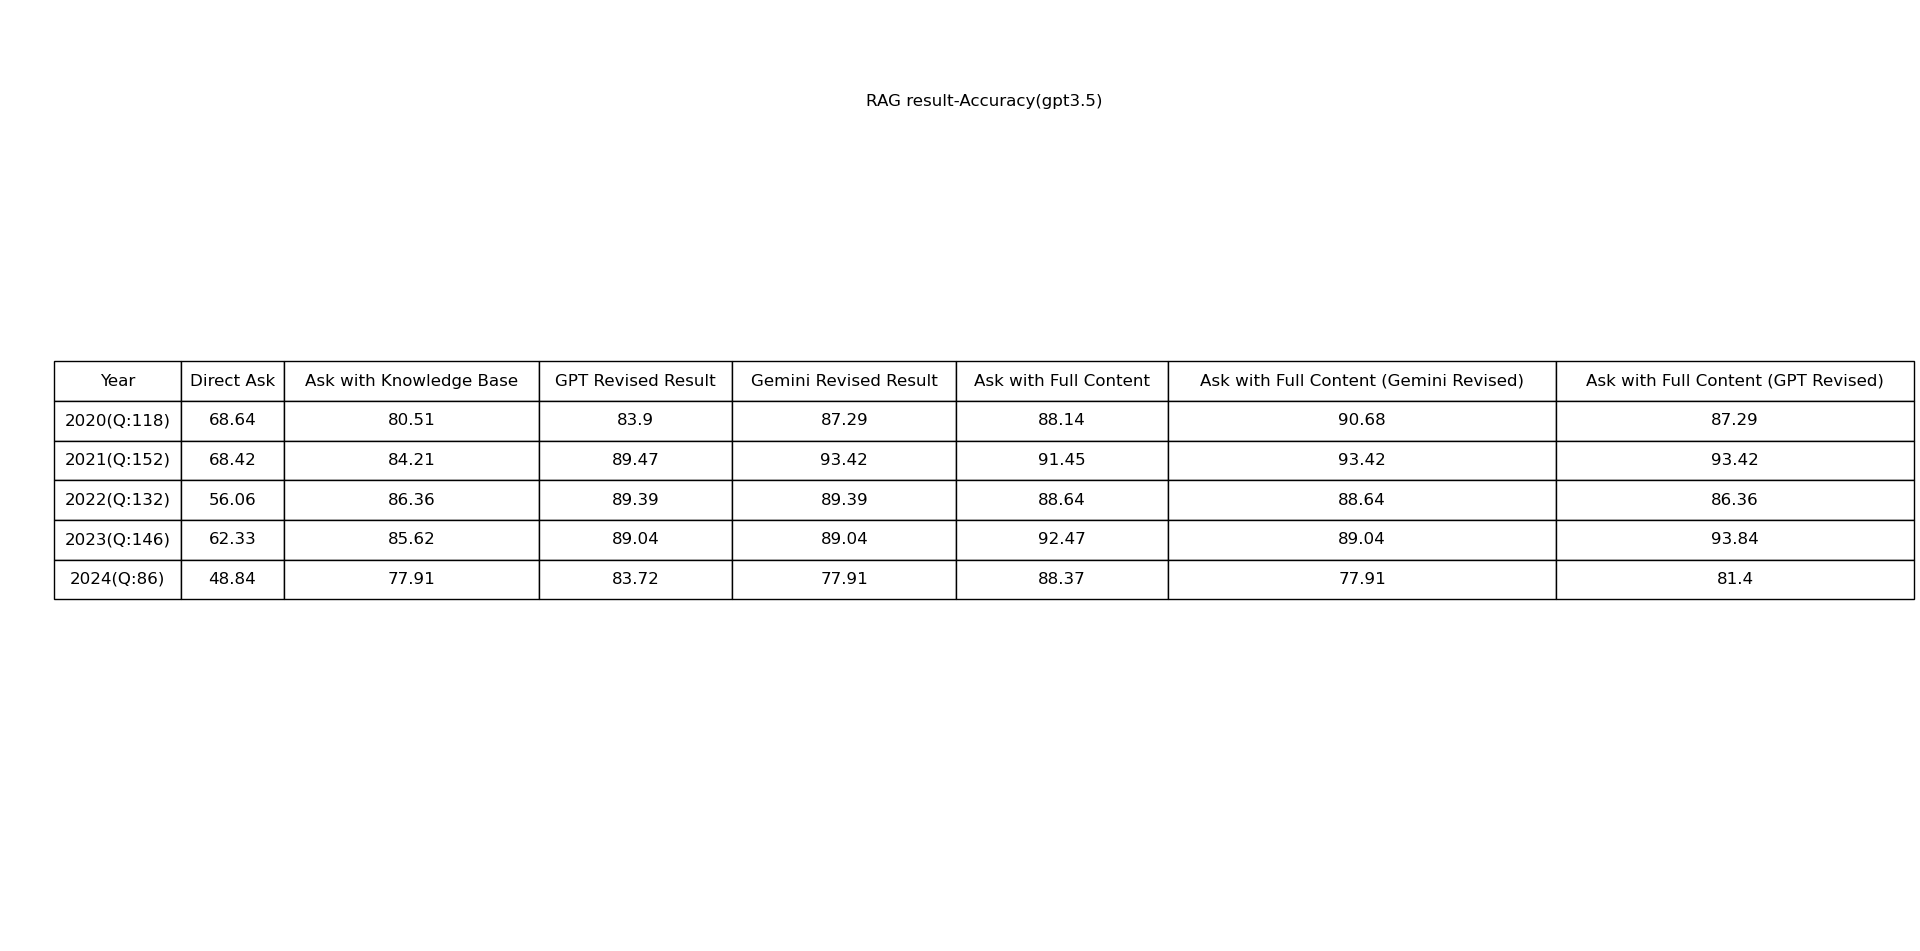 RAG result-Accuracy(gpt3.5)
Year Direct Ask Ask with Knowledge Base GPT Revised Result Gemini Revised Result Ask with Full Content Ask with Full Content (Gemini Revised) Ask with Full Content (GPT Revised)
2020(Q:118) 68.64 80.51 83.9 87.29 88.14 90.68 87.29
2021(Q:152) 68.42 84.21 89.47 93.42 91.45 93.42 93.42
2022(Q:132) 56.06 86.36 89.39 89.39 88.64 88.64 86.36
2023(Q:146) 62.33 85.62 89.04 89.04 92.47 89.04 93.84
2024(Q:86) 48.84 77.91 83.72 77.91 88.37 77.91 81.4